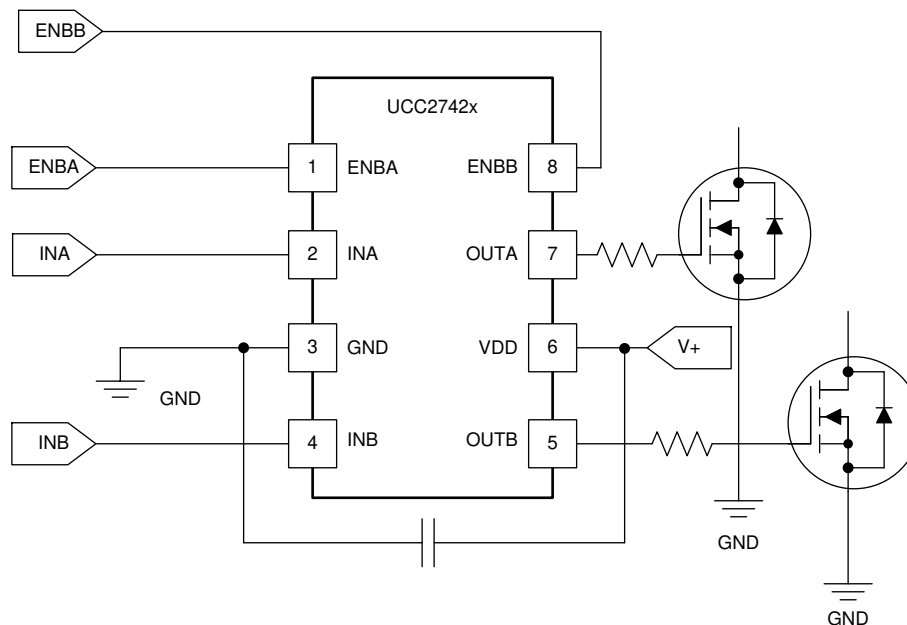 ENBB
UCC2742x
ENBA
1
ENBA
ENBB
8
INA
2
INA
OUTA
7
3
GND
VDD
6
V+
GND
INB
4
INB
OUTB
5
GND
GND